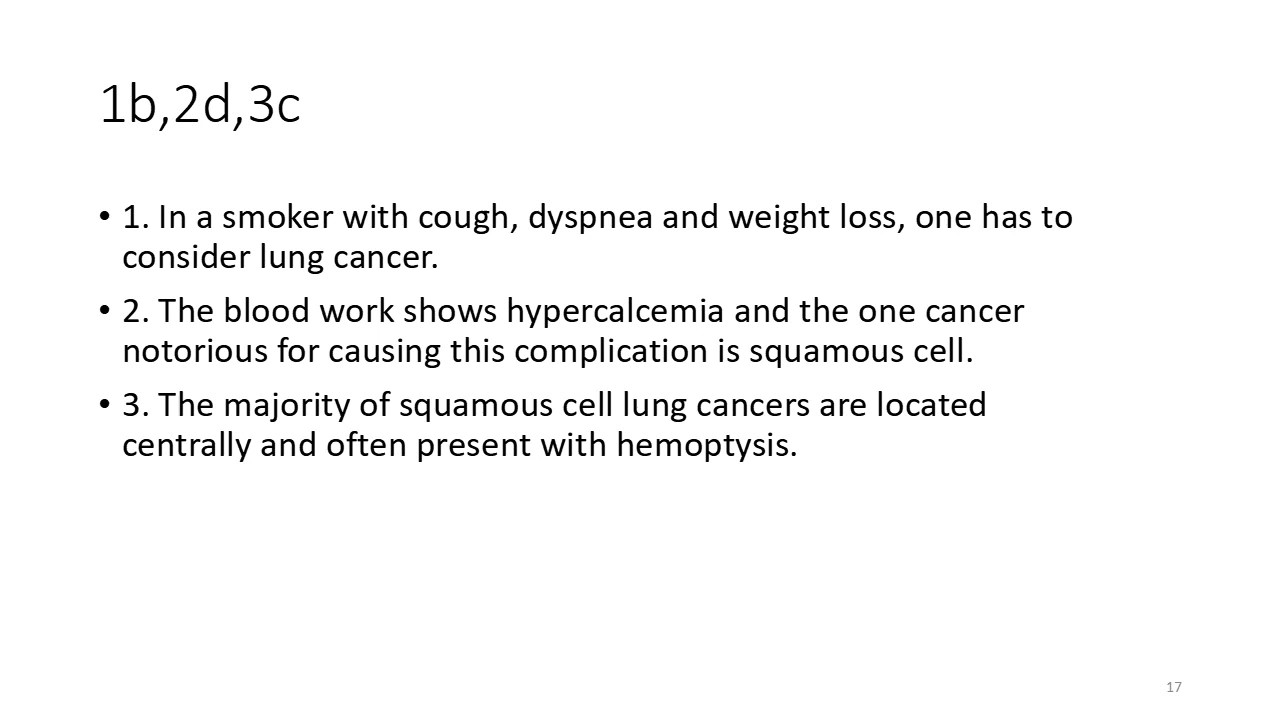 1b,2d,3c
• 1. In a smoker with cough, dyspnea and weight loss, one has to
consider lung cancer.
• 2. The blood work shows hypercalcemia and the one cancer
notorious for causing this complication is squamous cell.
• 3. The majority of squamous cell lung cancers are located
centrally and often present with hemoptysis.
17